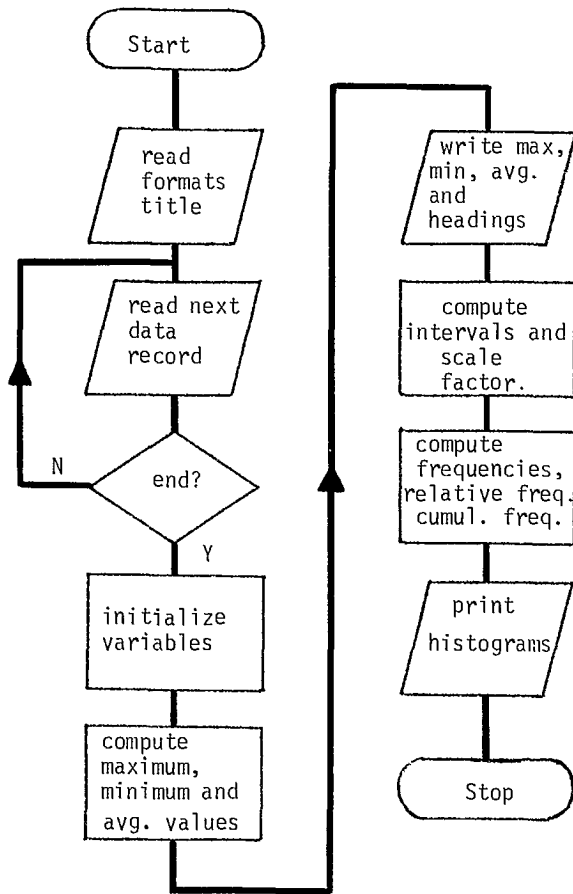 Start
read
formats
title
read next
data
record
N
end?
Y
initialize
variables
compute
maximum,
minimum and
avg. values
write max,
min, avg.
and
headings
compute
intervals and
scale
factor.
compute
frequencies,
relative freq.
cumul. freq.
print
histograms
Stop